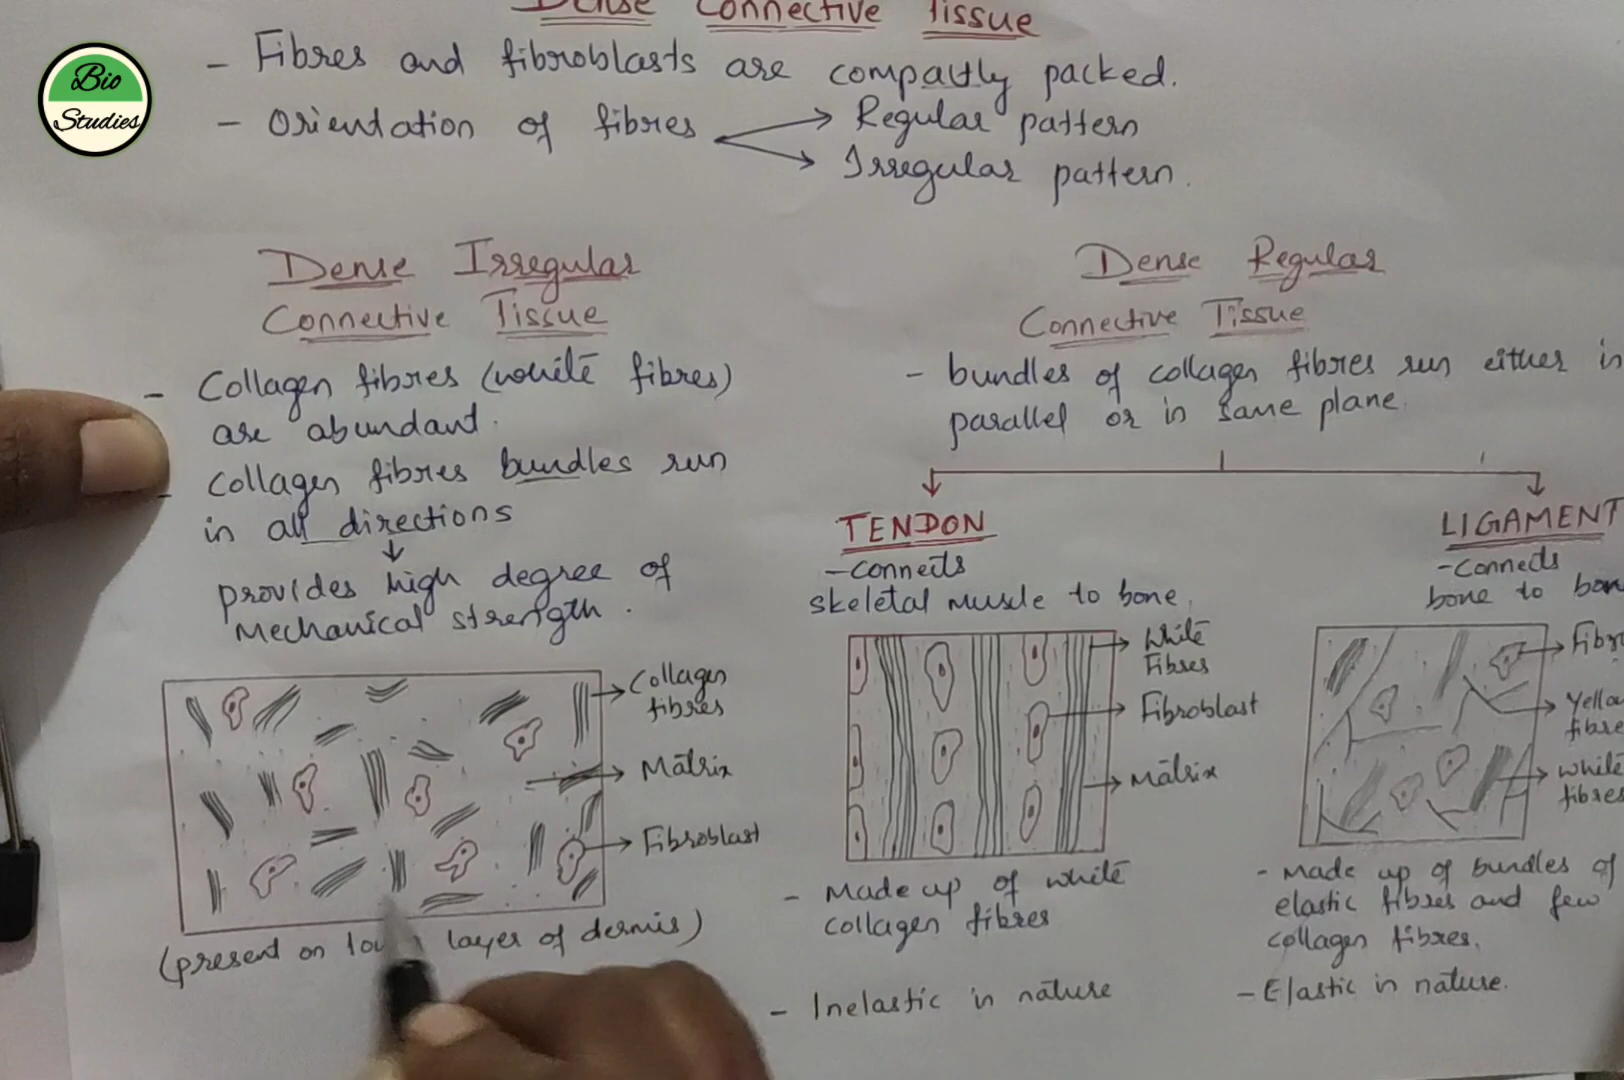 Dense Connective Tissue
Bio
Studies
- Fibres and fibroblasts are compactly packed.
- Orientation of fibres
Regular pattern
Irregular pattern.
Dense Irregular
Connective Tissue
- Collagen fibres (white fibres)
are abundant.
- Collagen fibres bundles run
in all directions
provides high degree of
Mechanical strength.
Collagen
fibres
Matrix
Fibroblast
(present on layer of dermis)
Dense Regular
Connective Tissue
- bundles of collagen fibres run either in
parallel or in same plane.
TENDON
- connects
skeletal muscle to bone.
White
Fibres
Fibroblast
Matrix
- Made up of white
collagen fibres
- Inelastic in nature
LIGAMENT
- connects
bone to bon
Fibr
Yello
fibre
white
fibres
- Made up of bundles of
elastic fibres and few
collagen fibres.
- Elastic in nature.